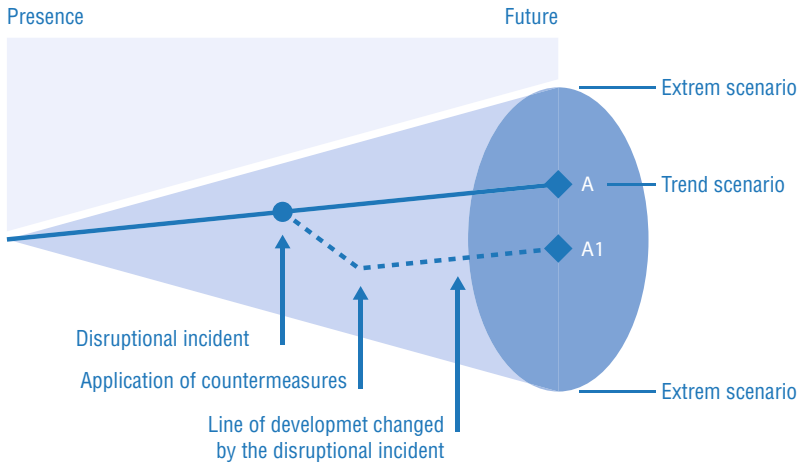 Presence
Future
Extrem scenario
A
Trend scenario
A1
Disruptional incident
Application of countermeasures
Line of developmet changed
by the disruptional incident
Extrem scenario